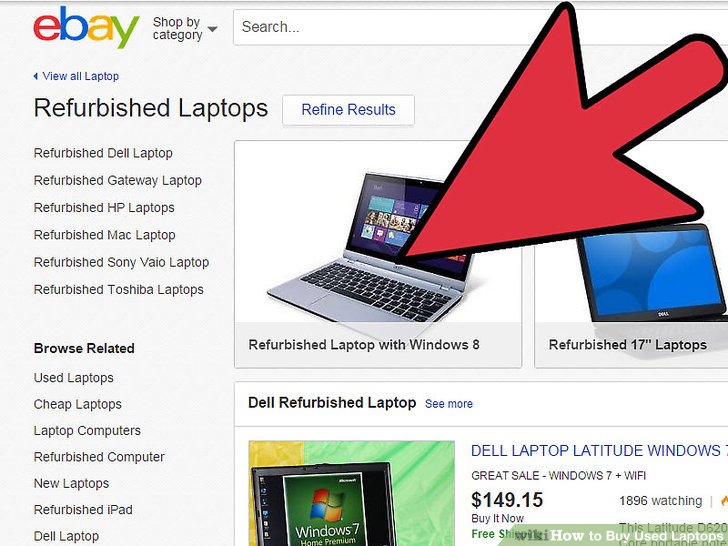 ebay
Shop by
category
Search...
View all Laptop
Refurbished Laptops
Refine Results
Refurbished Dell Laptop
Refurbished Gateway Laptop
Refurbished HP Laptops
Refurbished Mac Laptop
Refurbished Sony Vaio Laptop
Refurbished Toshiba Laptops
Browse Related
Used Laptops
Cheap Laptops
Laptop Computers
Refurbished Computer
New Laptops
Refurbished iPad
Dell Laptop
acer
DELL
Refurbished Laptop with Windows 8
Refurbished 17" Laptops
Dell Refurbished Laptop
See more
Microsoft
Windows 7
Home Premium
DELL LAPTOP LATITUDE WINDOWS 7
GREAT SALE - WINDOWS 7 + WIFI
$149.15
1896 watching |
Buy It Now
Free
This Latitude D620
wikiHow to Buy Used Laptops